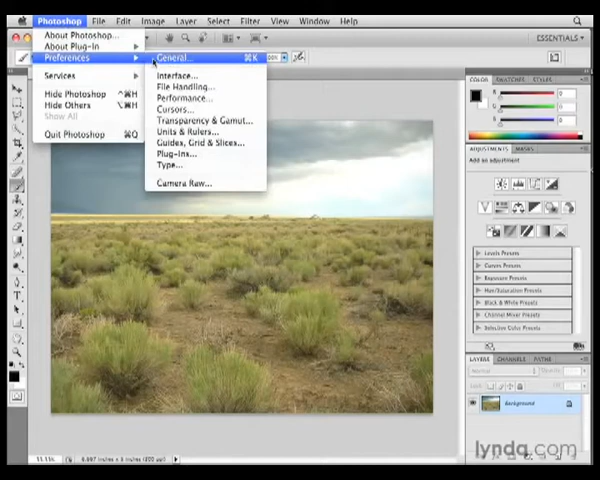 Photoshop File Edit Image Layer Select Filter View Window Help
ESSENTIALS
About Photoshop...
About Plug-In
Preferences
Services
Hide Photoshop ^⌘H
Hide Others ⌥⌘H
Show All
Quit Photoshop ⌘Q
General... ⌘K
Interface...
File Handling...
Performance...
Cursors...
Transparency & Gamut...
Units & Rulers...
Guides, Grid & Slices...
Plug-Ins...
Type...
Camera Raw...
COLOR SWATCHES STYLES
R 0
G 0
B 0
ADJUSTMENTS MASKS
Add an adjustment
Levels Presets
Curves Presets
Exposure Presets
Hue/Saturation Presets
Black & White Presets
Channel Mixer Presets
Selective Color Presets
LAYERS CHANNELS PATHS
Normal
Background
lynda.com